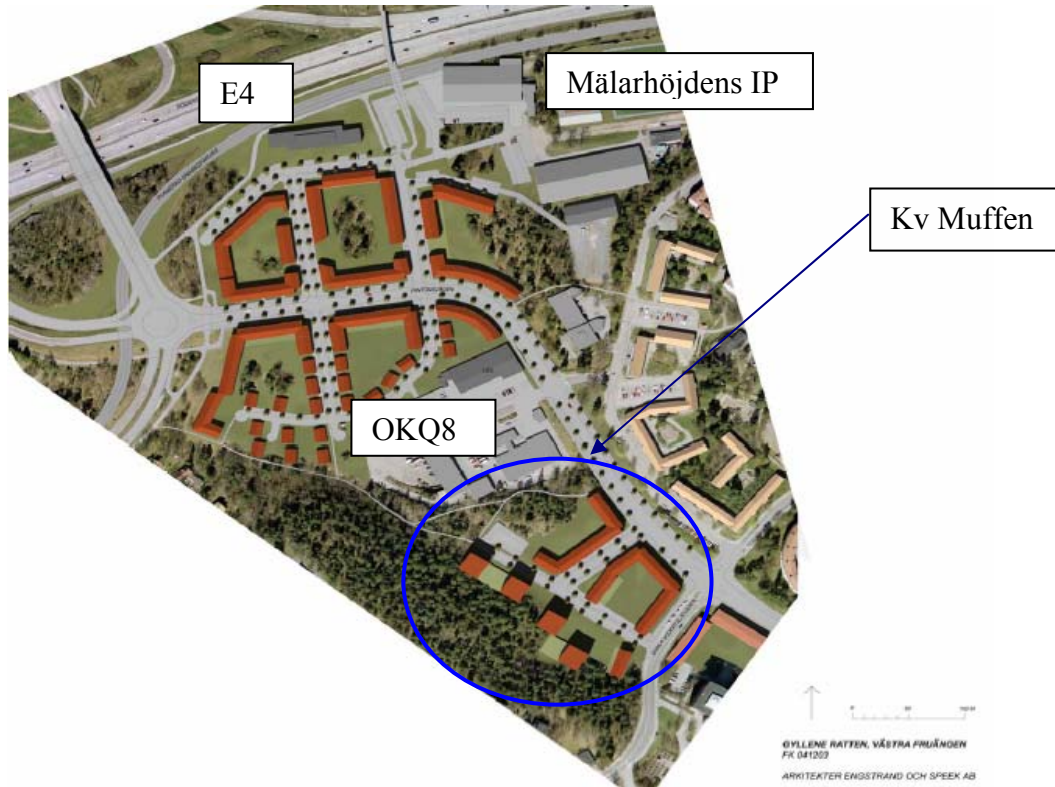 E4
Mälarhöjdens IP
Kv Muffen
OKQ8
GYLLENE RATTEN, VÄSTRA FRUÄNGEN
FK 041203
ARKITEKTER ENGSTRAND OCH SPEEK AB